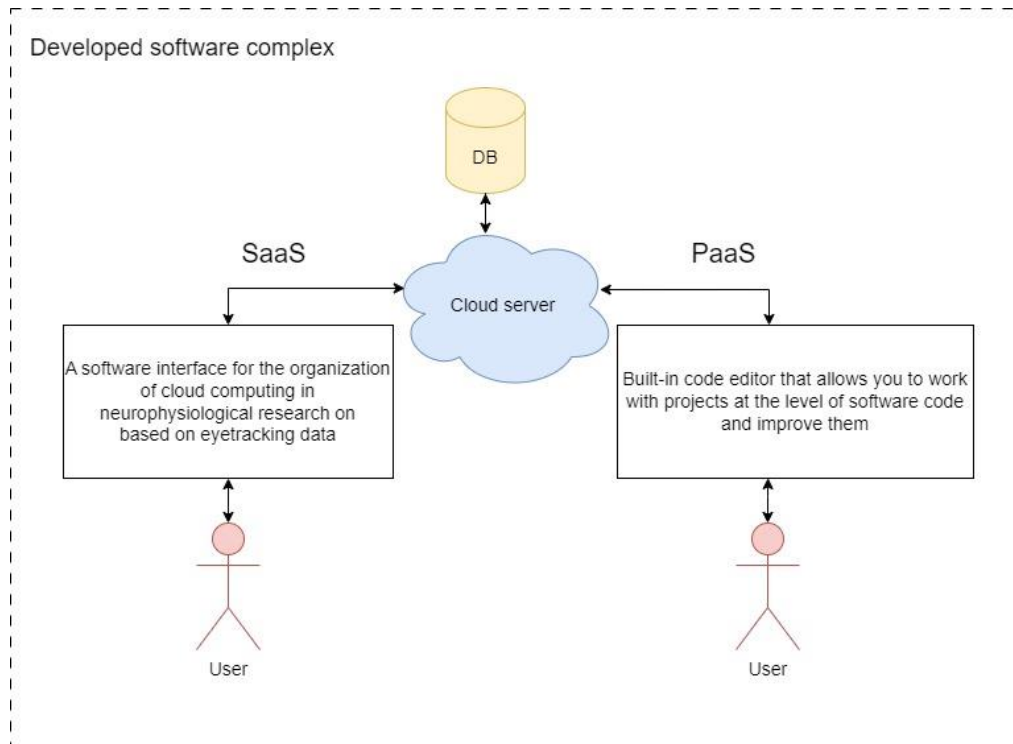 Developed software complex
DB
SaaS
PaaS
Cloud server
A software interface for the organization
of cloud computing in
neurophysiological research on
based on eyetracking data
Built-in code editor that allows you to work
with projects at the level of software code
and improve them
User
User